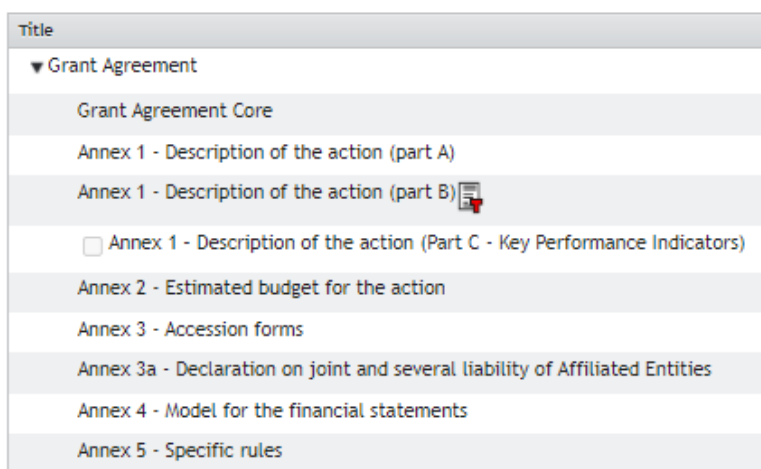 Title
Grant Agreement
Grant Agreement Core
Annex 1 - Description of the action (part A)
Annex 1 - Description of the action (part B)
Annex 1 - Description of the action (Part C - Key Performance Indicators)
Annex 2 - Estimated budget for the action
Annex 3 - Accession forms
Annex 3a - Declaration on joint and several liability of Affiliated Entities
Annex 4 - Model for the financial statements
Annex 5 - Specific rules